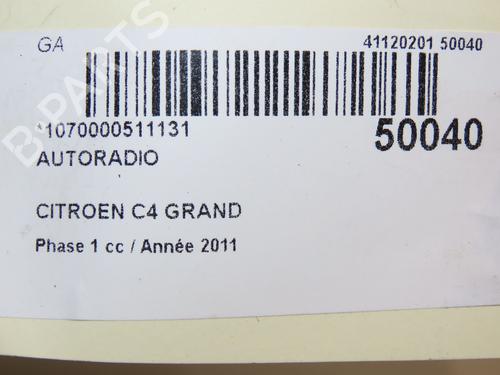 GA 41120201 50040
*1070000511131 50040
AUTORADIO
CITROEN C4 GRAND
Phase 1 cc / Année 2011
B-PARTS